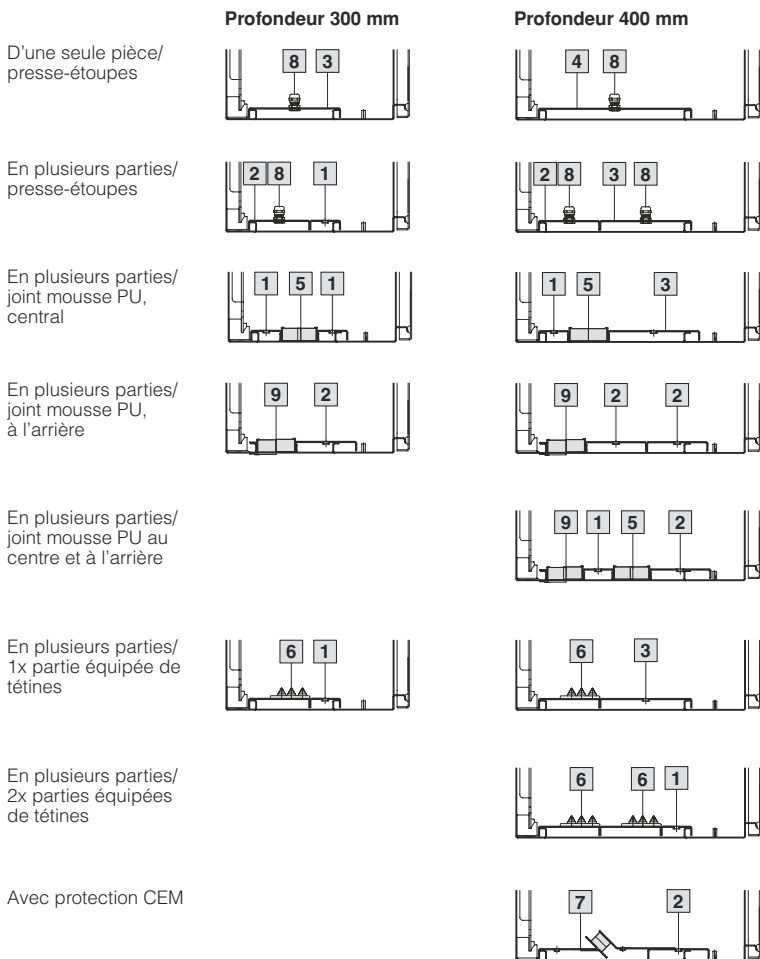 Profondeur 300 mm
Profondeur 400 mm
D'une seule pièce/
presse-étoupes
8 3
4 8
En plusieurs parties/
presse-étoupes
2 8 1
2 8 3 8
En plusieurs parties/
joint mousse PU,
central
1 5 1
1 5 3
En plusieurs parties/
joint mousse PU,
à l'arrière
9 2
9 2 2
En plusieurs parties/
joint mousse PU au
centre et à l'arrière
9 1 5 2
En plusieurs parties/
1x partie équipée de
tétines
6 1
6 3
En plusieurs parties/
2x parties équipées
de tétines
6 6 1
Avec protection CEM
7 2